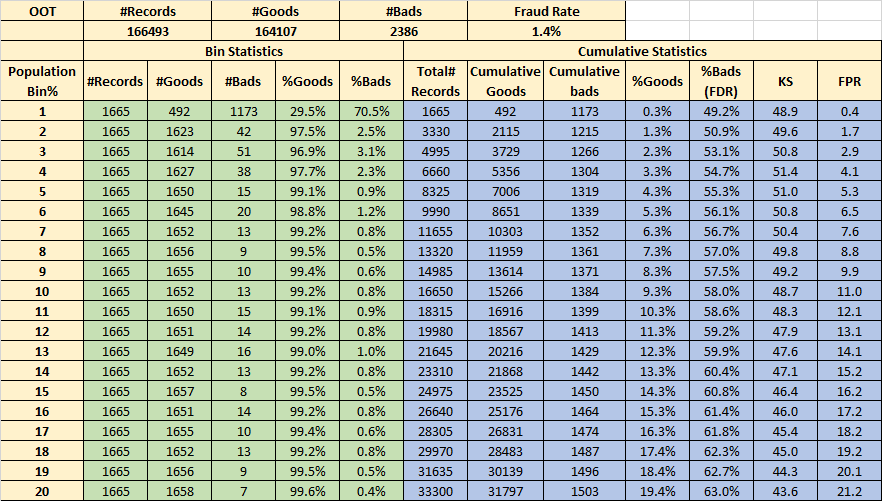 OOT #Records #Goods #Bads Fraud Rate
166493 164107 2386 1.4%
Bin Statistics Cumulative Statistics
Population Bin% #Records #Goods #Bads %Goods %Bads Total# Records Cumulative Goods Cumulative bads %Goods %Bads (FDR) KS FPR
1 1665 492 1173 29.5% 70.5% 1665 492 1173 0.3% 49.2% 48.9 0.4
2 1665 1623 42 97.5% 2.5% 3330 2115 1215 1.3% 50.9% 49.6 1.7
3 1665 1614 51 96.9% 3.1% 4995 3729 1266 2.3% 53.1% 50.8 2.9
4 1665 1627 38 97.7% 2.3% 6660 5356 1304 3.3% 54.7% 51.4 4.1
5 1665 1650 15 99.1% 0.9% 8325 7006 1319 4.3% 55.3% 51.0 5.3
6 1665 1645 20 98.8% 1.2% 9990 8651 1339 5.3% 56.1% 50.8 6.5
7 1665 1652 13 99.2% 0.8% 11655 10303 1352 6.3% 56.7% 50.4 7.6
8 1665 1656 9 99.5% 0.5% 13320 11959 1361 7.3% 57.0% 49.8 8.8
9 1665 1655 10 99.4% 0.6% 14985 13614 1371 8.3% 57.5% 49.2 9.9
10 1665 1652 13 99.2% 0.8% 16650 15266 1384 9.3% 58.0% 48.7 11.0
11 1665 1650 15 99.1% 0.9% 18315 16916 1399 10.3% 58.6% 48.3 12.1
12 1665 1651 14 99.2% 0.8% 19980 18567 1413 11.3% 59.2% 47.9 13.1
13 1665 1649 16 99.0% 1.0% 21645 20216 1429 12.3% 59.9% 47.6 14.1
14 1665 1652 13 99.2% 0.8% 23310 21868 1442 13.3% 60.4% 47.1 15.2
15 1665 1657 8 99.5% 0.5% 24975 23525 1450 14.3% 60.8% 46.4 16.2
16 1665 1651 14 99.2% 0.8% 26640 25176 1464 15.3% 61.4% 46.0 17.2
17 1665 1655 10 99.4% 0.6% 28305 26831 1474 16.3% 61.8% 45.4 18.2
18 1665 1652 13 99.2% 0.8% 29970 28483 1487 17.4% 62.3% 45.0 19.2
19 1665 1656 9 99.5% 0.5% 31635 30139 1496 18.4% 62.7% 44.3 20.1
20 1665 1658 7 99.6% 0.4% 33300 31797 1503 19.4% 63.0% 43.6 21.2